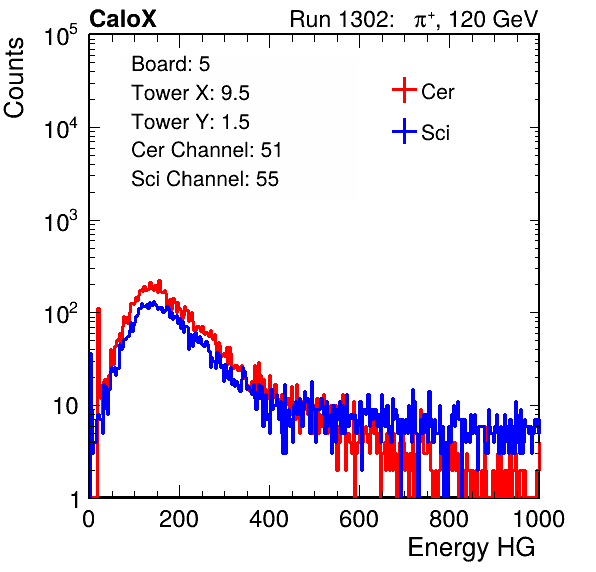 CaloX Run 1302: π⁺, 120 GeV
Board: 5
Tower X: 9.5
Tower Y: 1.5
Cer Channel: 51
Sci Channel: 55
Cer
Sci
Counts
10⁵
10⁴
10³
10²
10
1
0 200 400 600 800 1000
Energy HG